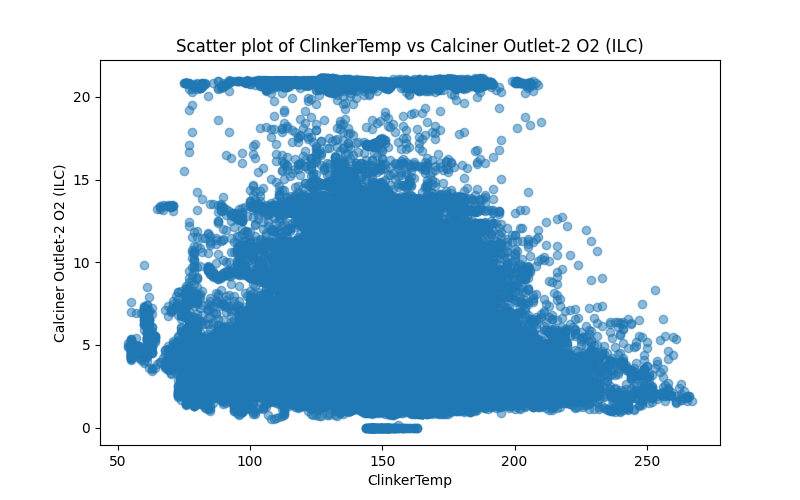 Scatter plot of ClinkerTemp vs Calciner Outlet-2 O2 (ILC)
Calciner Outlet-2 O2 (ILC)
20
15
10
5
0
50 100 150 200 250
ClinkerTemp